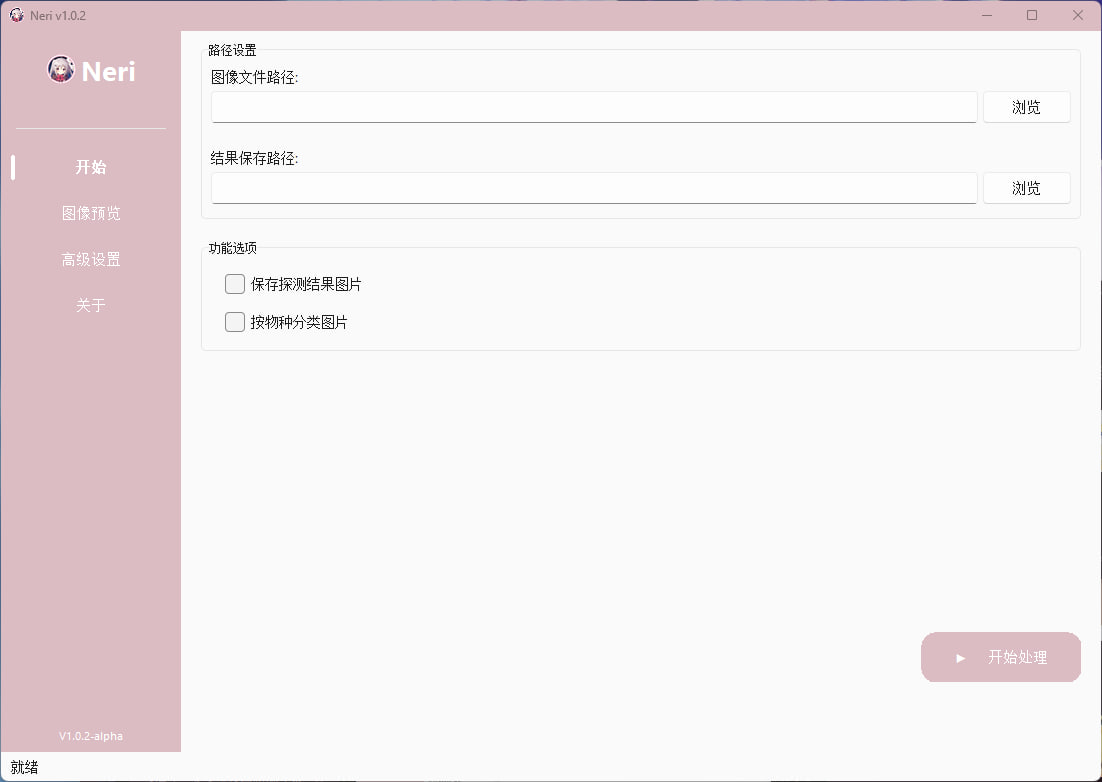 Neri v1.0.2
Neri
开始
图像预览
高级设置
关于
V1.0.2-alpha
路径设置
图像文件路径:
浏览
结果保存路径:
浏览
功能选项
保存探测结果图片
按物种分类图片
开始处理
就绪